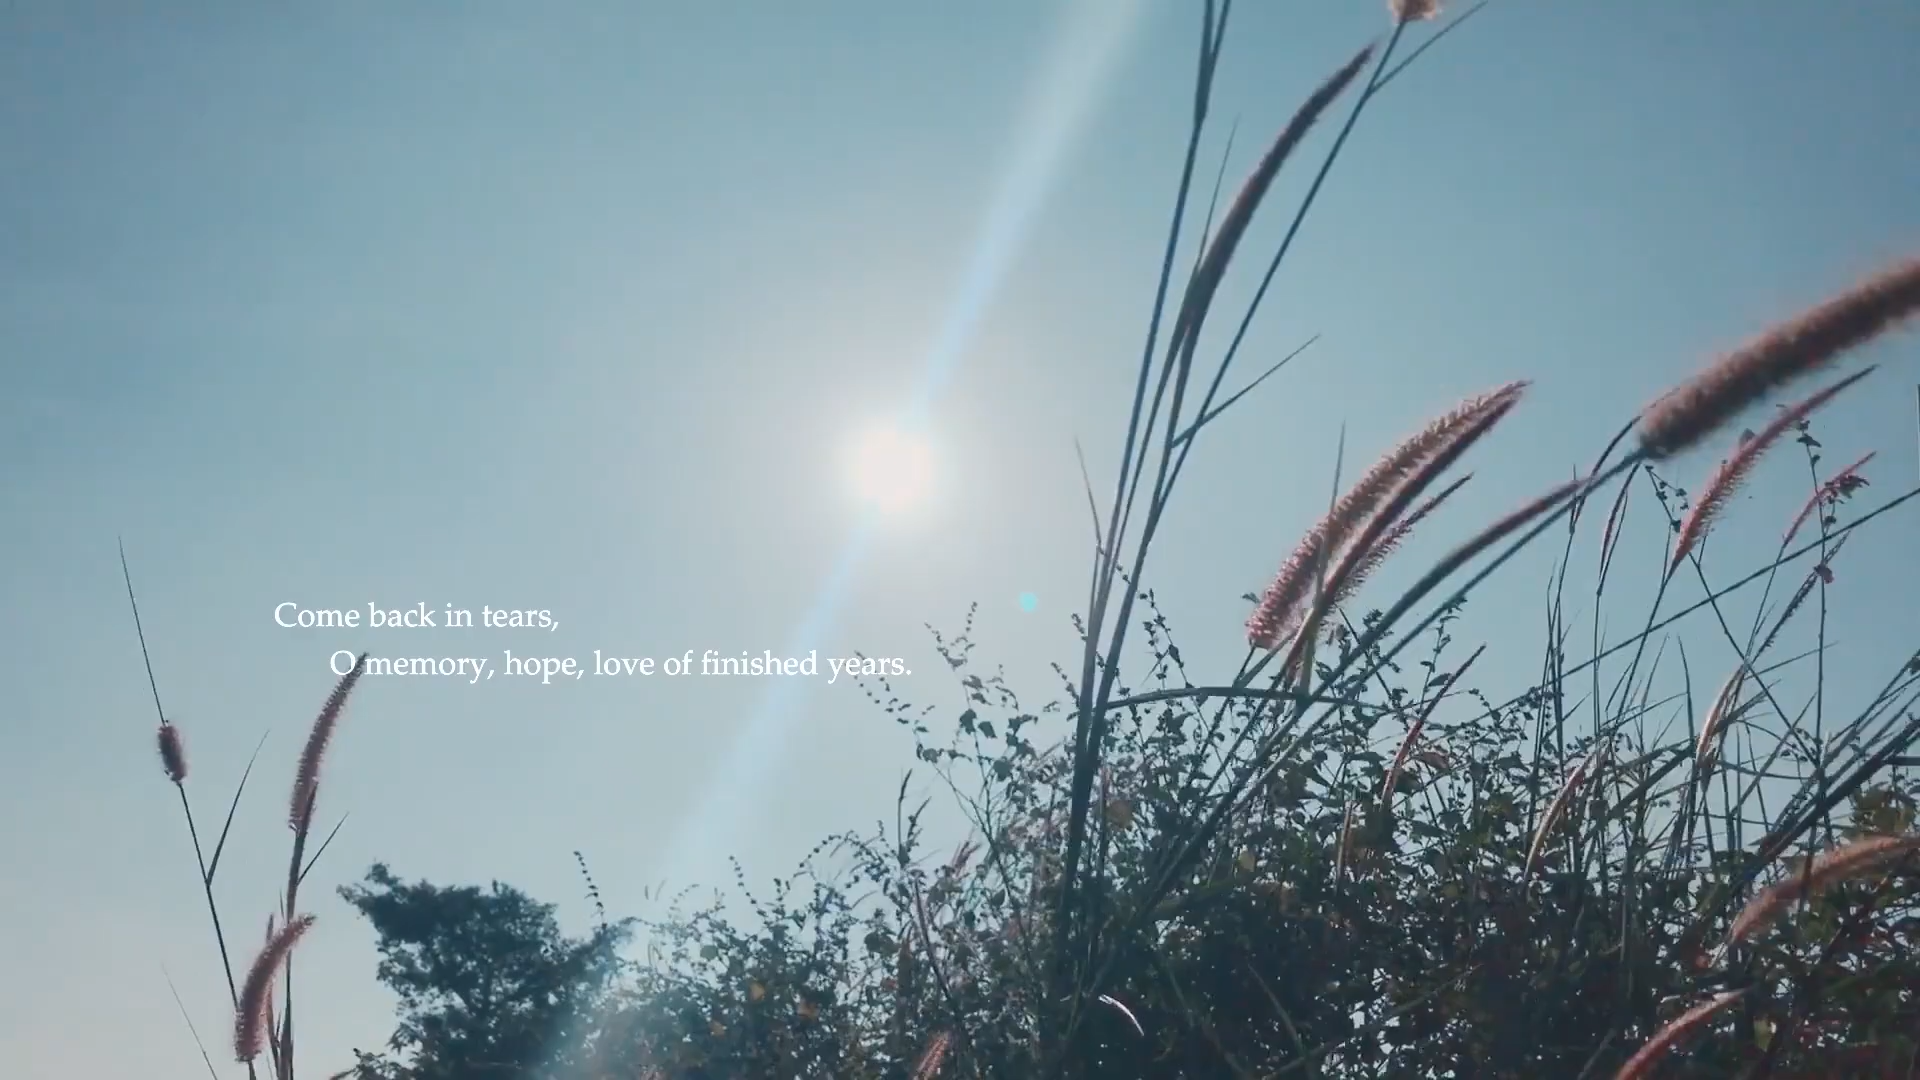 Come back in tears,
O memory, hope, love of finished years.